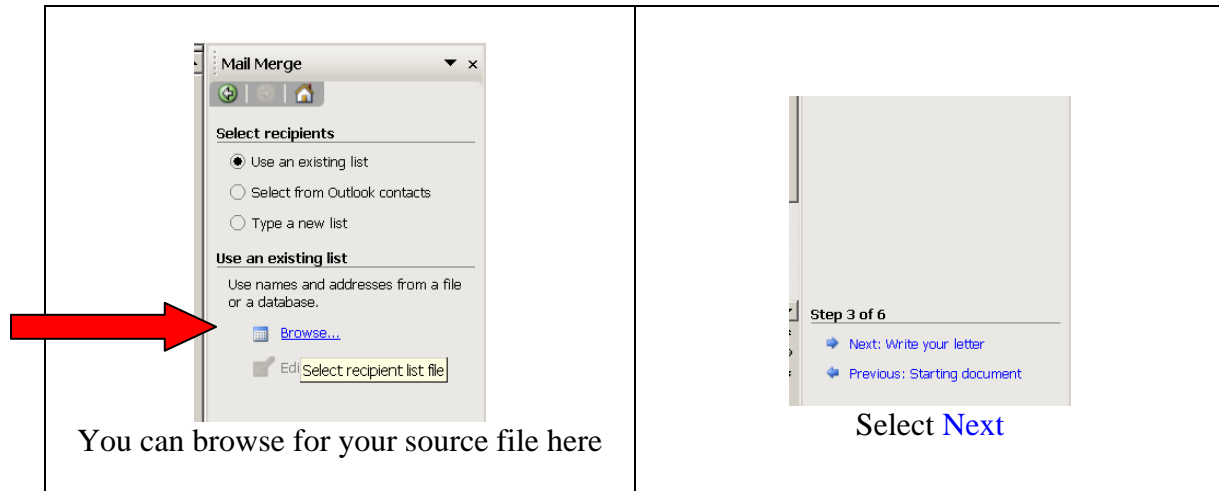 Mail Merge
Select recipients
Use an existing list
Select from Outlook contacts
Type a new list
Use an existing list
Use names and addresses from a file
or a database.
Browse...
Edi
Select recipient list file
You can browse for your source file here
Step 3 of 6
Next: Write your letter
Previous: Starting document
Select Next